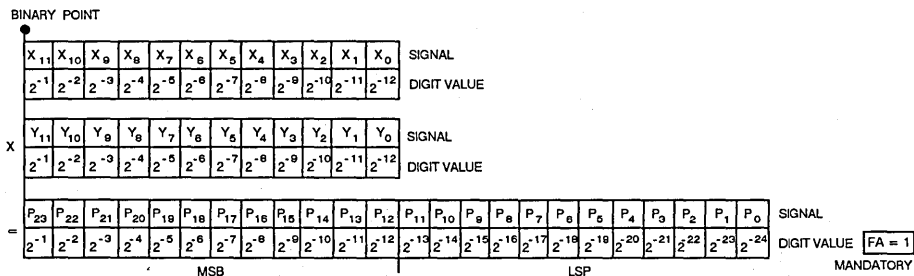 BINARY POINT
X11 X10 X9 X8 X7 X6 X5 X4 X3 X2 X1 X0 SIGNAL
2-1 2-2 2-3 2-4 2-5 2-6 2-7 2-8 2-9 2-10 2-11 2-12 DIGIT VALUE
X
Y11 Y10 Y9 Y8 Y7 Y6 Y5 Y4 Y3 Y2 Y1 Y0 SIGNAL
2-1 2-2 2-3 2-4 2-5 2-6 2-7 2-8 2-9 2-10 2-11 2-12 DIGIT VALUE
=
P23 P22 P21 P20 P19 P18 P17 P16 P15 P14 P13 P12 P11 P10 P9 P8 P7 P6 P5 P4 P3 P2 P1 P0 SIGNAL
2-1 2-2 2-3 2-4 2-5 2-6 2-7 2-8 2-9 2-10 2-11 2-12 2-13 2-14 2-15 2-16 2-17 2-18 2-19 2-20 2-21 2-22 2-23 2-24 DIGIT VALUE FA = 1
MSB LSP MANDATORY